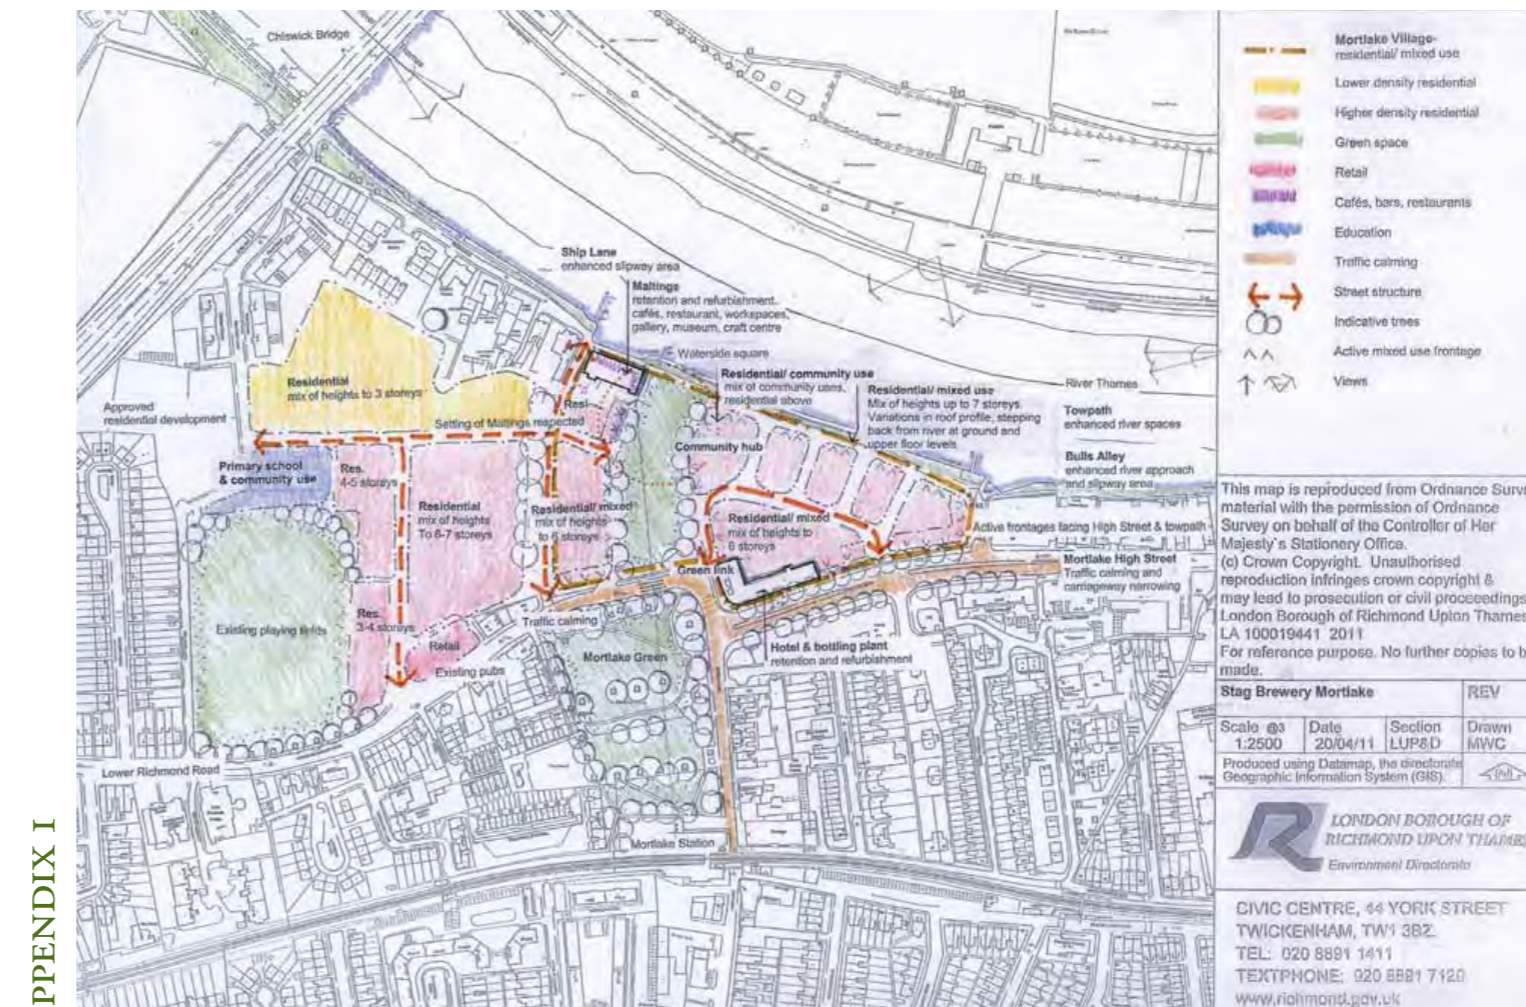 PPENDIX I
Chiswick Bridge
Ship Lane
enhanced slipway area
Maltings
retention and refurbishment.
cafés, restaurant, workspaces,
gallery, museum, craft centre
Waterside square
Residential/ community use
mix of community uses,
residential above
Residential/ mixed use
Mix of heights up to 7 storeys.
Variations in roof profile, stepping
back from river at ground and
upper floor levels
River Thames
Towpath
enhanced river spaces
Bulls Alley
enhanced river approach
and slipway area
Residential
mix of heights to 3 storeys
Approved
residential development
Setting of Maltings respected
Resi
Community hub
Primary school
& community use
Res.
4-5 storeys
Residential
mix of heights
To 6-7 storeys
Residential/ mixed
mix of heights
to 6 storeys
Residential/ mixed
mix of heights to
6 storeys
Active frontages facing High Street & towpath
Mortlake High Street
Traffic calming and
carriageway narrowing
Green link
Existing playing fields
Res.
3-4 storeys
Retail
Traffic calming
Existing pubs
Mortlake Green
Hotel & bottling plant
retention and refurbishment
Lower Richmond Road
Mortlake Station
Mortlake Village-
residential/ mixed use
Lower density residential
Higher density residential
Green space
Retail
Cafés, bars, restaurants
Education
Traffic calming
Street structure
Indicative trees
Active mixed use frontage
Views
This map is reproduced from Ordnance Surve
material with the permission of Ordnance
Survey on behalf of the Controller of Her
Majesty's Stationery Office.
(c) Crown Copyright. Unauthorised
reproduction infringes crown copyright &
may lead to prosecution or civil proceedings
London Borough of Richmond Upton Thames
LA 100019441 2011
For reference purpose. No further copies to b
made.
Stag Brewery Mortlake REV
Scale @3 Date Section Drawn
1:2500 20/04/11 LUP&D MWC
Produced using Datamap, the directorate
Geographic Information System (GIS).
LONDON BOROUGH OF
RICHMOND UPON THAMES
Environment Directorate
CIVIC CENTRE, 44 YORK STREET
TWICKENHAM, TW1 3BZ.
TEL: 020 8891 1411
TEXTPHONE: 020 8891 7120
www.richmond.gov.uk